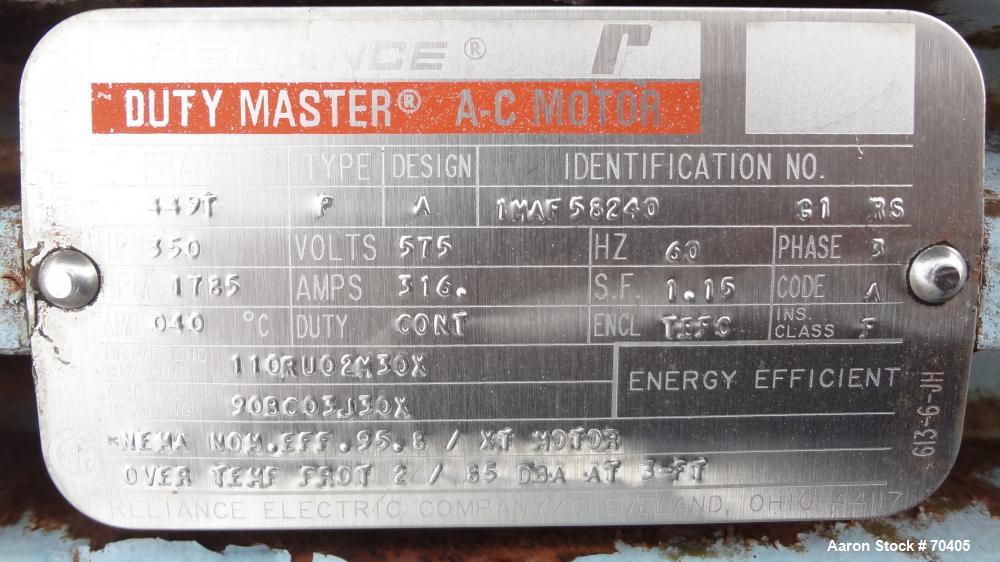 RELIANCE®
DUTY MASTER® A-C MOTOR
FRAME TYPE DESIGN IDENTIFICATION NO.
449T P A 1MAF58240 G1 RS
HP 350 VOLTS 575 HZ 60 PHASE 3
RPM 1785 AMPS 316. S.F. 1.15 CODE A
AMB 040 °C DUTY CONT ENCL TEFC INS. CLASS F
DRIVE END BEARING 110RU02M30X
90BC03J30X
ENERGY EFFICIENT
NEMA NOM.EFF.95.8 / XT MOTOR
OVER TEMP PROT 2 / 85 DBA AT 3-FT
RELIANCE ELECTRIC COMPANY/CLEVELAND, OHIO 44117
613-6-JH
Aaron Stock # 70405